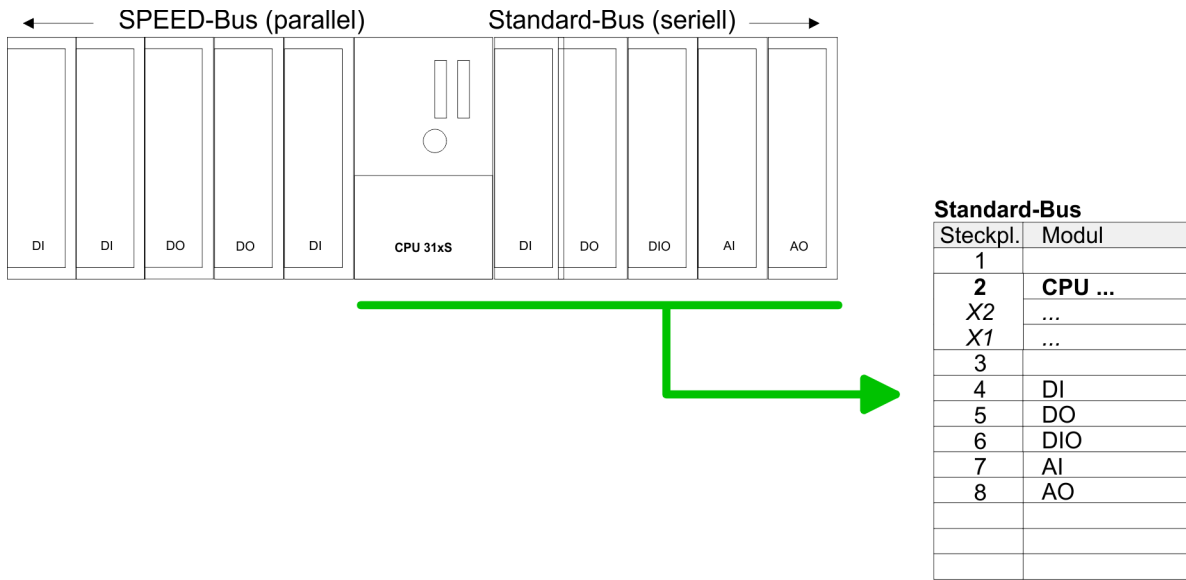 SPEED-Bus (parallel) Standard-Bus (seriell)
DI DI DO DO DI CPU 31xS DI DO DIO AI AO
Standard-Bus
Steckpl. Modul
1
2 CPU ...
X2 ...
X1 ...
3
4 DI
5 DO
6 DIO
7 AI
8 AO